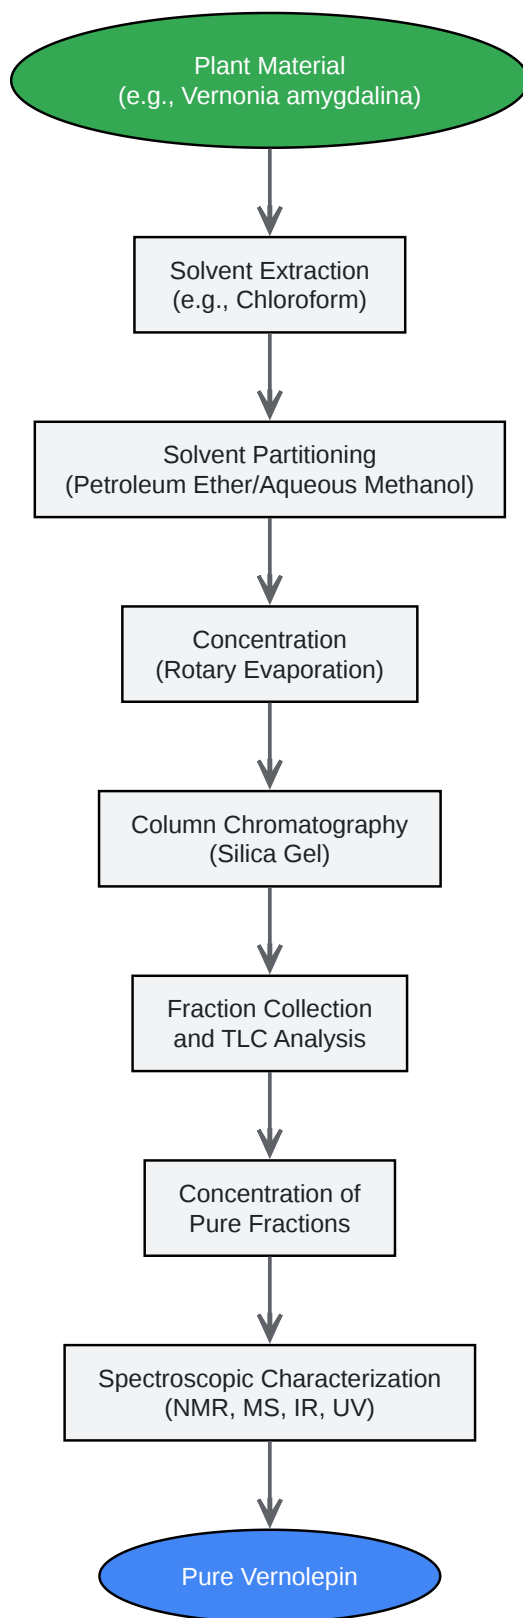 Plant Material
(e.g., Vernonia amygdalina)
Solvent Extraction
(e.g., Chloroform)
Solvent Partitioning
(Petroleum Ether/Aqueous Methanol)
Concentration
(Rotary Evaporation)
Column Chromatography
(Silica Gel)
Fraction Collection
and TLC Analysis
Concentration of
Pure Fractions
Spectroscopic Characterization
(NMR, MS, IR, UV)
Pure Vernolepin